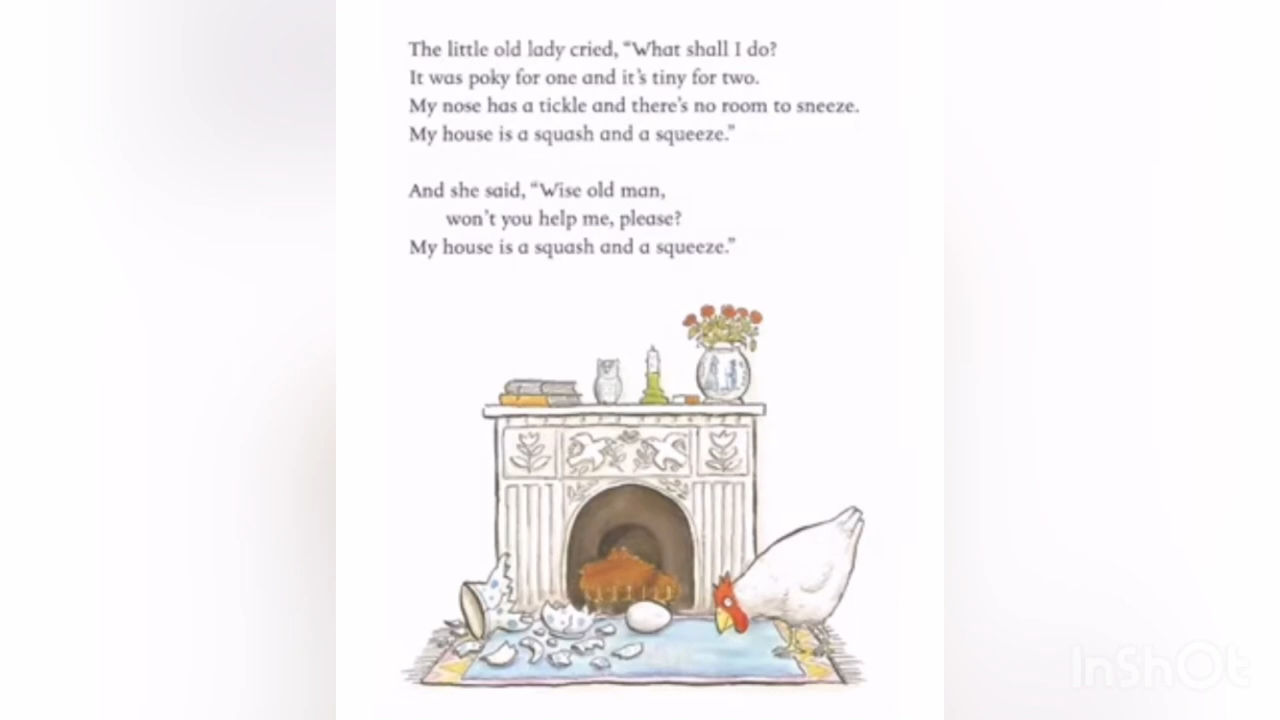 The little old lady cried, “What shall I do?
It was poky for one and it’s tiny for two.
My nose has a tickle and there’s no room to sneeze.
My house is a squash and a squeeze.”
And she said, “Wise old man,
won’t you help me, please?
My house is a squash and a squeeze.”
InShOt